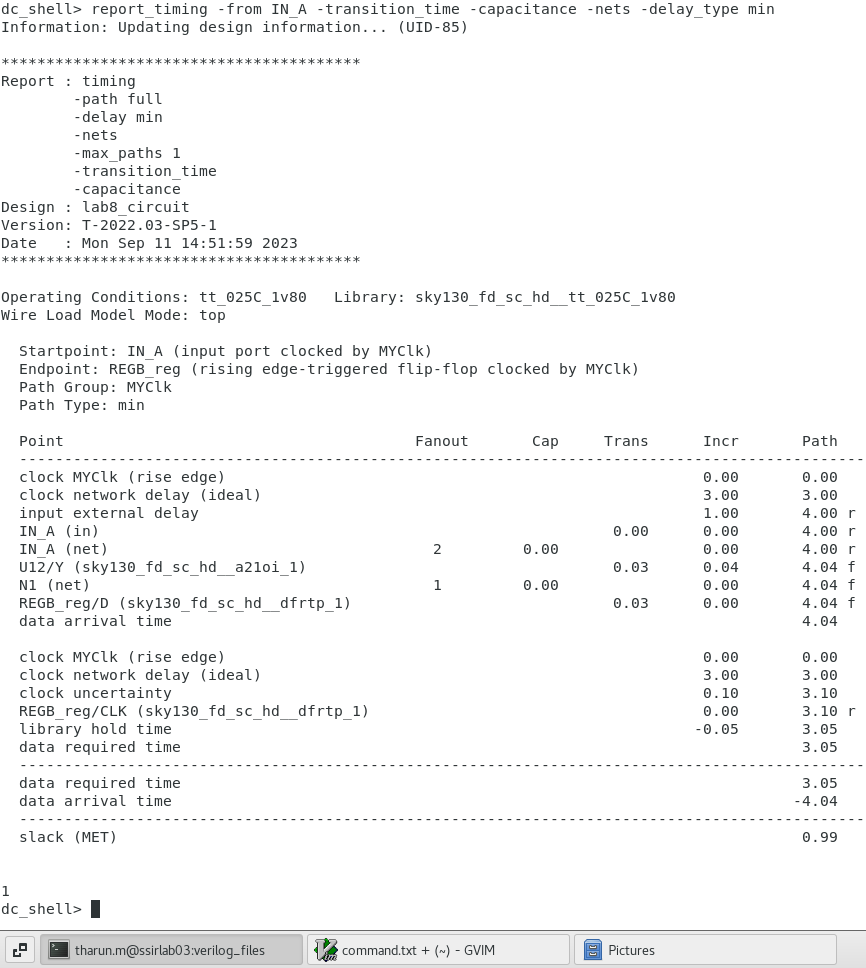 dc_shell> report_timing -from IN_A -transition_time -capacitance -nets -delay_type min
Information: Updating design information... (UID-85)
****************************************
Report : timing
        -path full
        -delay min
        -nets
        -max_paths 1
        -transition_time
        -capacitance
Design : lab8_circuit
Version: T-2022.03-SP5-1
Date   : Mon Sep 11 14:51:59 2023
****************************************
Operating Conditions: tt_025C_1v80   Library: sky130_fd_sc_hd__tt_025C_1v80
Wire Load Model Mode: top
  Startpoint: IN_A (input port clocked by MYClk)
  Endpoint: REGB_reg (rising edge-triggered flip-flop clocked by MYClk)
  Path Group: MYClk
  Path Type: min
  Point                                       Fanout       Cap     Trans      Incr       Path
  ----------------------------------------------------------------------------------------------
  clock MYClk (rise edge)                                                     0.00       0.00
  clock network delay (ideal)                                                 3.00       3.00
  input external delay                                                        1.00       4.00 r
  IN_A (in)                                                         0.00      0.00       4.00 r
  IN_A (net)                                    2         0.00                0.00       4.00 r
  U12/Y (sky130_fd_sc_hd__a21oi_1)                                  0.03      0.04       4.04 f
  N1 (net)                                      1         0.00                0.00       4.04 f
  REGB_reg/D (sky130_fd_sc_hd__dfrtp_1)                             0.03      0.00       4.04 f
  data arrival time                                                                      4.04
  clock MYClk (rise edge)                                                     0.00       0.00
  clock network delay (ideal)                                                 3.00       3.00
  clock uncertainty                                                           0.10       3.10
  REGB_reg/CLK (sky130_fd_sc_hd__dfrtp_1)                                     0.00       3.10 r
  library hold time                                                          -0.05       3.05
  data required time                                                                     3.05
  ----------------------------------------------------------------------------------------------
  data required time                                                                     3.05
  data arrival time                                                                     -4.04
  ----------------------------------------------------------------------------------------------
  slack (MET)                                                                            0.99
1
dc_shell>
tharun.m@ssirlab03:verilog_files
command.txt + (~) - GVIM
Pictures